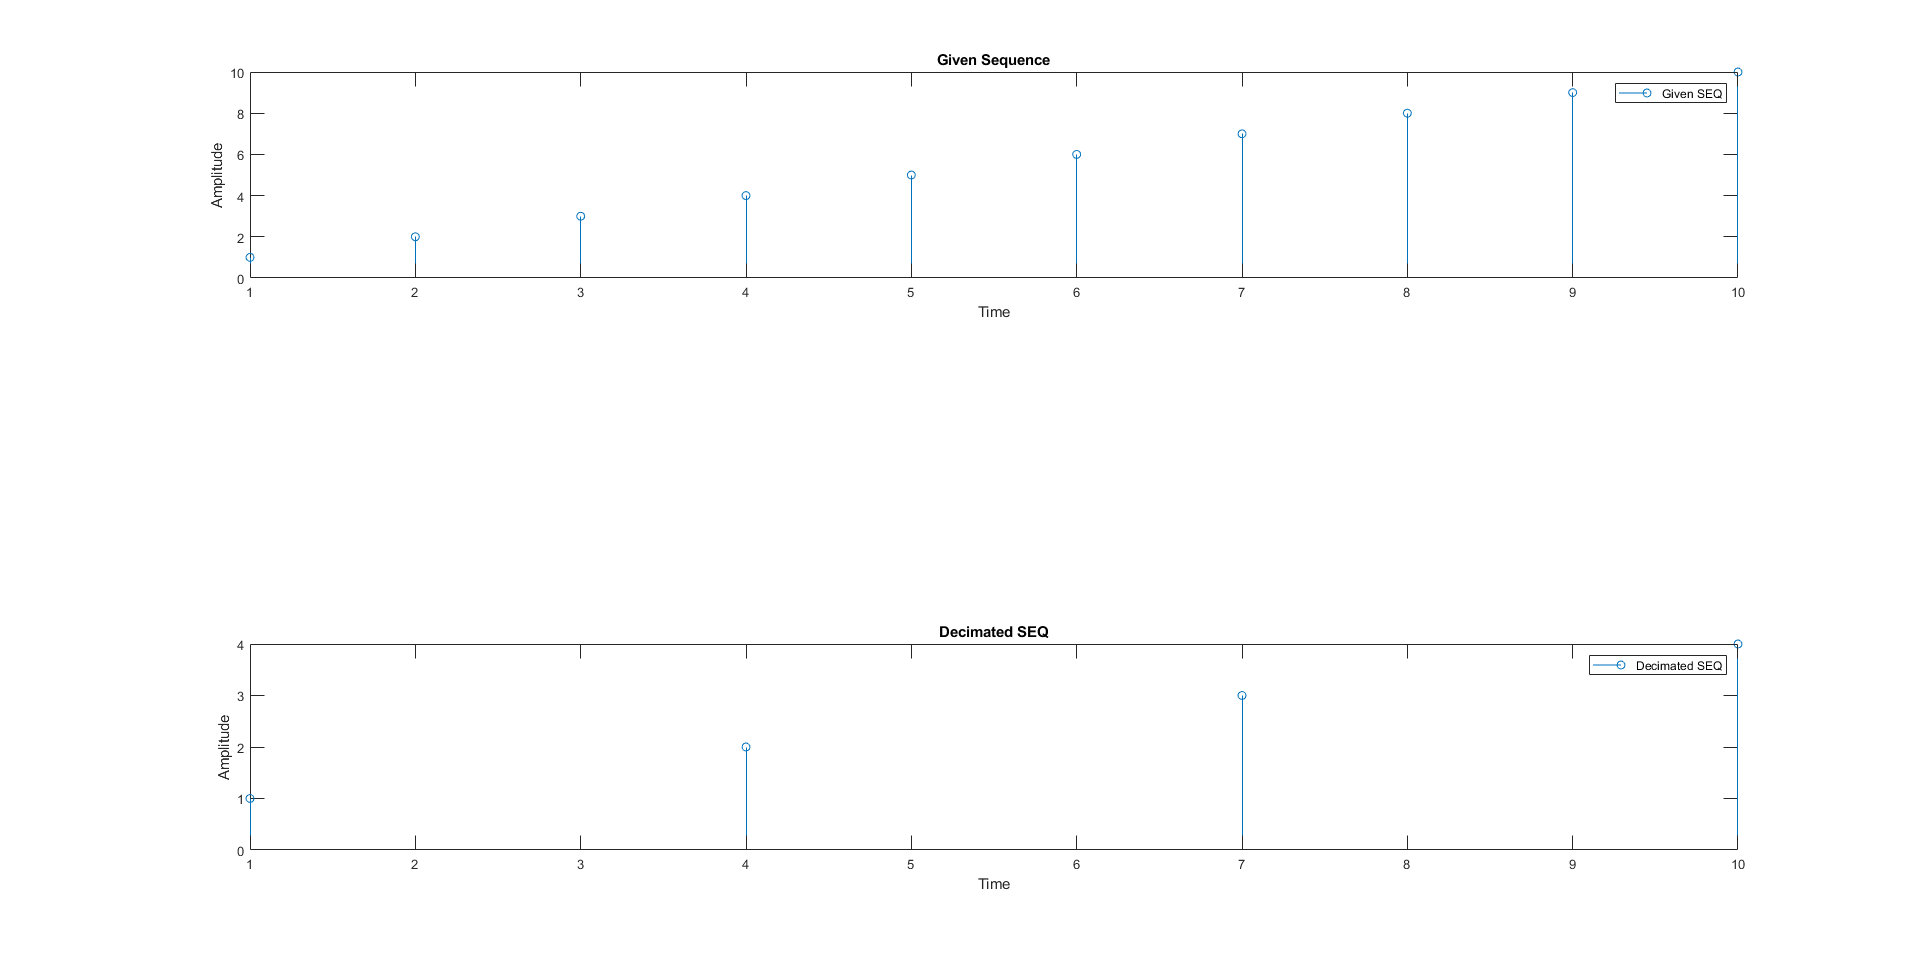 Given Sequence
10
8
6
4
2
0
Amplitude
Given SEQ
1 2 3 4 5 6 7 8 9 10
Time
Decimated SEQ
4
3
2
1
0
Amplitude
Decimated SEQ
1 2 3 4 5 6 7 8 9 10
Time